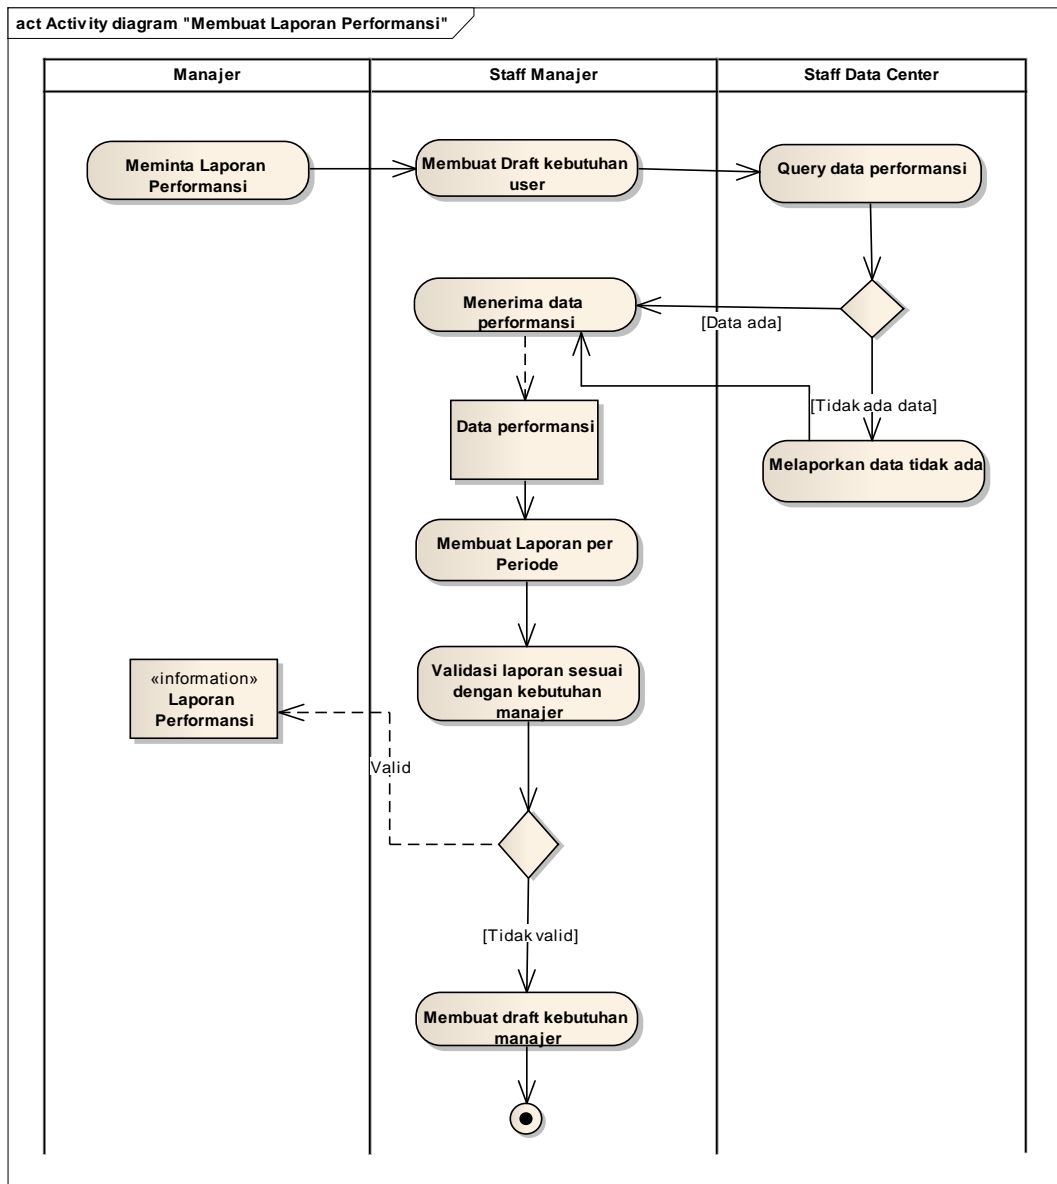 act Activity diagram "Membuat Laporan Performansi"
Manajer
Staff Manajer
Staff Data Center
Meminta Laporan
Performansi
Membuat Draft kebutuhan
user
Query data performansi
Menerima data
performansi
[Data ada]
[Tidak ada data]
Data performansi
Melaporkan data tidak ada
Membuat Laporan per
Periode
Validasi laporan sesuai
dengan kebutuhan
manajer
«information»
Laporan
Performansi
Valid
[Tidak valid]
Membuat draft kebutuhan
manajer